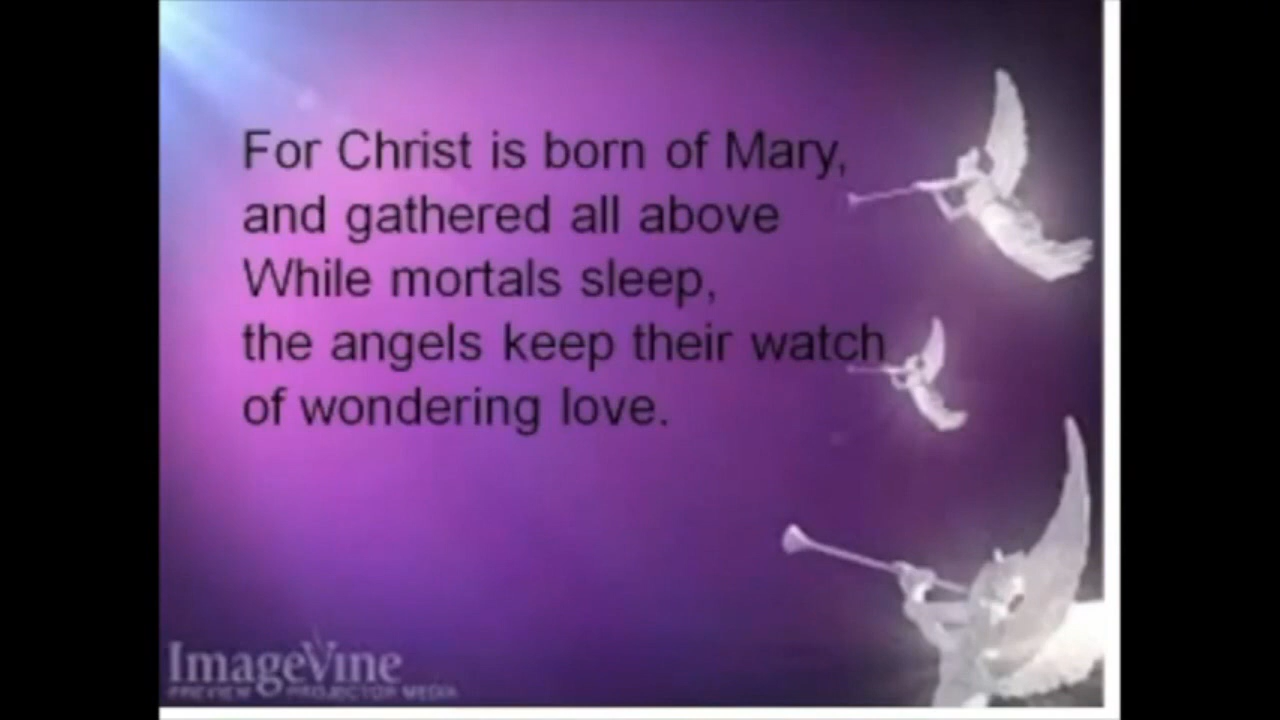 For Christ is born of Mary,
and gathered all above
While mortals sleep,
the angels keep their watch
of wondering love.
ImageVine
PREVIEW PROJECTOR MEDIA